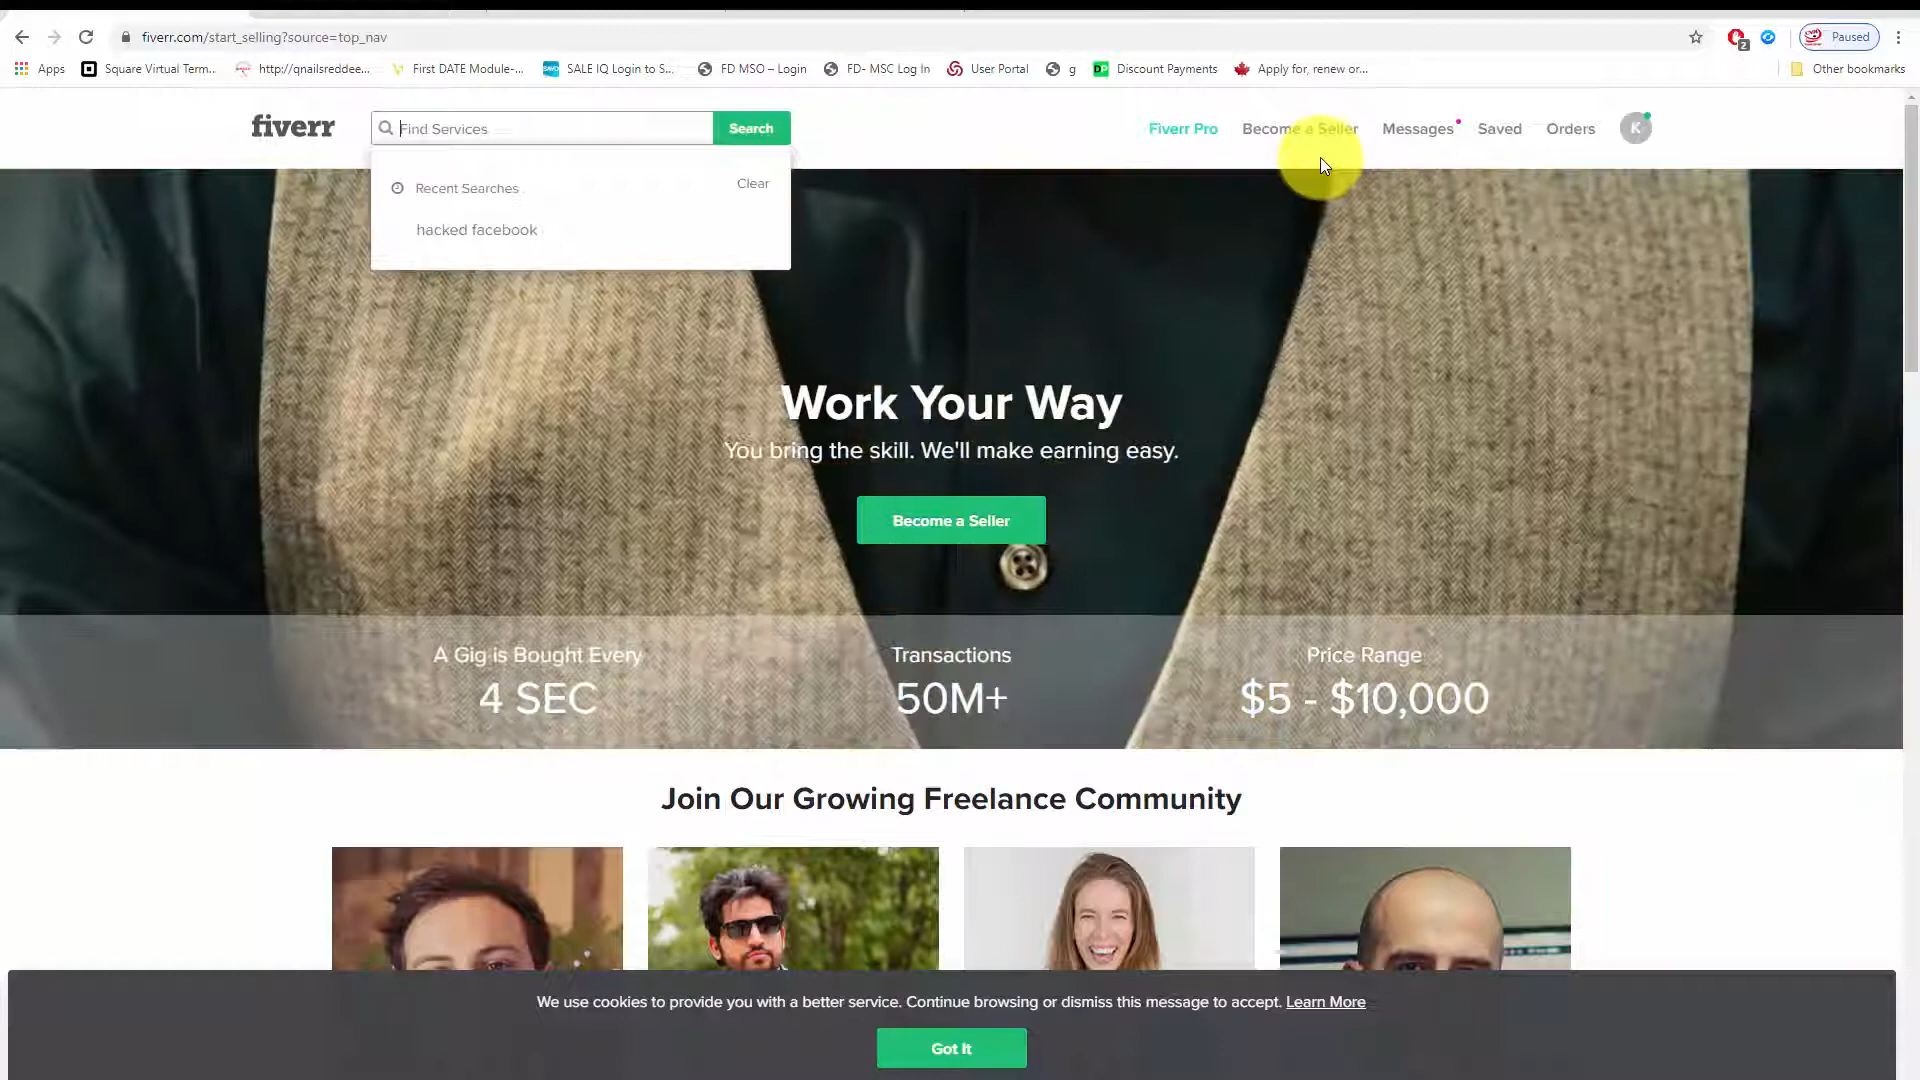 fiverr.com/start_selling?source=top_nav
2
Paused
Apps
Square Virtual Term...
http://qnailsreddee...
First DATE Module-...
SAVO
SALE IQ Login to S...
FD MSO – Login
FD- MSC Log In
User Portal
g
DP
Discount Payments
Apply for, renew or...
Other bookmarks
fiverr
Find Services
Search
Fiverr Pro
Become a Seller
Messages
Saved
Orders
K
Recent Searches
Clear
hacked facebook
Work Your Way
You bring the skill. We'll make earning easy.
Become a Seller
A Gig is Bought Every
4 SEC
Transactions
50M+
Price Range
$5 - $10,000
Join Our Growing Freelance Community
We use cookies to provide you with a better service. Continue browsing or dismiss this message to accept. Learn More
Got It